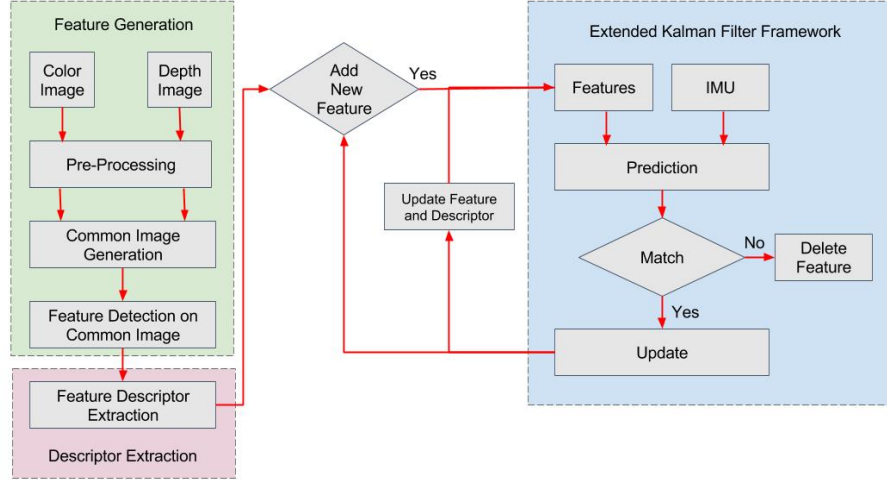 Feature Generation
Color
Image
Depth
Image
Pre-Processing
Common Image
Generation
Feature Detection on
Common Image
Feature Descriptor
Extraction
Descriptor Extraction
Add
New
Feature
Yes
Update Feature
and Descriptor
Extended Kalman Filter Framework
Features
IMU
Prediction
Match
No
Delete
Feature
Yes
Update